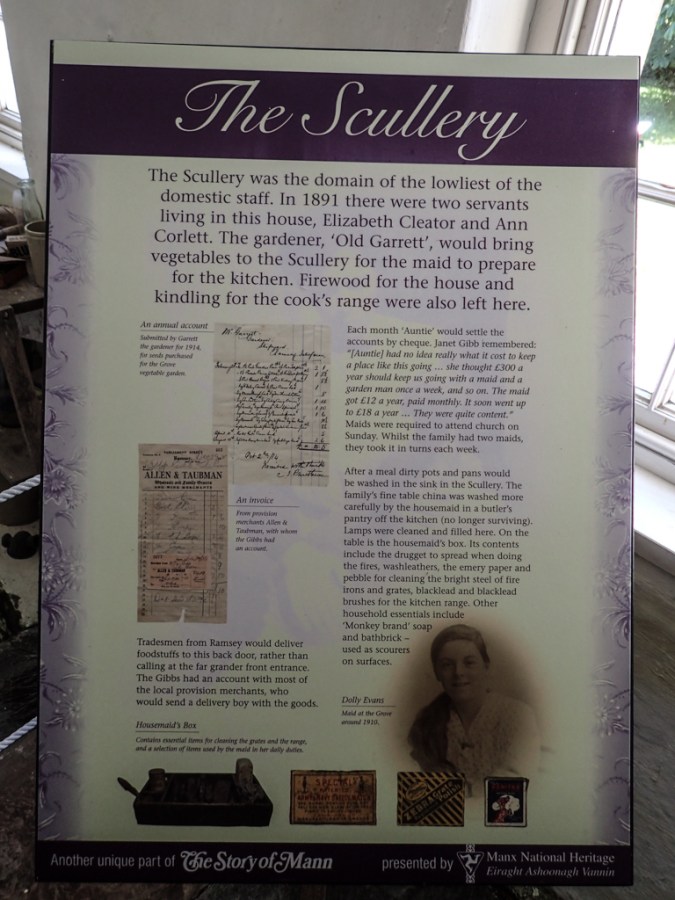 The Scullery
The Scullery was the domain of the lowliest of the
domestic staff. In 1891 there were two servants
living in this house, Elizabeth Cleator and Ann
Corlett. The gardener, ‘Old Garrett’, would bring
vegetables to the Scullery for the maid to prepare
for the kitchen. Firewood for the house and
kindling for the cook’s range were also left here.
An annual account
Submitted by Garrett
the gardener for 1914,
for seeds purchased
for the Grove
vegetable garden.
ALLEN & TAUBMAN
An invoice
From provision
merchants Allen &
Taubman, with whom
the Gibbs had
an account.
Tradesmen from Ramsey would deliver
foodstuffs to this back door, rather than
calling at the far grander front entrance.
The Gibbs had an account with most of
the local provision merchants, who
would send a delivery boy with the goods.
Housemaid’s Box
Contains essential items for cleaning the grates and the range,
and a selection of items used by the maid in her daily duties.
Each month ‘Auntie’ would settle the
accounts by cheque. Janet Gibb remembered:
“[Auntie] had no idea really what it cost to keep
a place like this going ... she thought £300 a
year should keep us going with a maid and a
garden man once a week, and so on. The maid
got £12 a year, paid monthly. It soon went up
to £18 a year ... They were quite content.”
Maids were required to attend church on
Sunday. Whilst the family had two maids,
they took it in turns each week.
After a meal dirty pots and pans would
be washed in the sink in the Scullery. The
family’s fine table china was washed more
carefully by the housemaid in a butler’s
pantry off the kitchen (no longer surviving).
Lamps were cleaned and filled here. On the
table is the housemaid’s box. Its contents
include the drugget to spread when doing
the fires, washleathers, the emery paper and
pebble for cleaning the bright steel of fire
irons and grates, blacklead and blacklead
brushes for the kitchen range. Other
household essentials include
‘Monkey brand’ soap
and bathbrick –
used as scourers
on surfaces.
Dolly Evans
Maid at the Grove
around 1910.
Another unique part of The Story of Mann
presented by
Manx National Heritage
Eiraght Ashoonagh Vannin